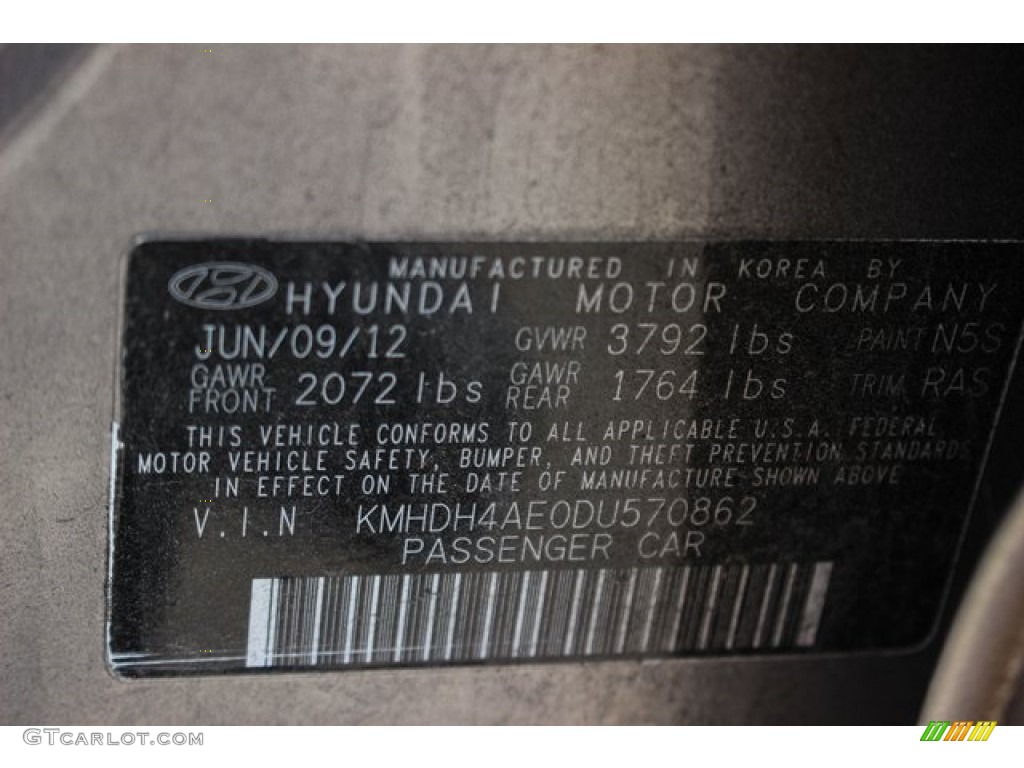 MANUFACTURED IN KOREA BY
HYUNDAI MOTOR COMPANY
JUN/09/12 GVWR 3792 lbs PAINT N5S
GAWR FRONT 2072 lbs GAWR REAR 1764 lbs TRIM RAS
THIS VEHICLE CONFORMS TO ALL APPLICABLE U.S.A. FEDERAL
MOTOR VEHICLE SAFETY, BUMPER, AND THEFT PREVENTION STANDARDS
IN EFFECT ON THE DATE OF MANUFACTURE SHOWN ABOVE
V.I.N KMHDH4AE0DU570862
PASSENGER CAR
GTCARLOT.COM